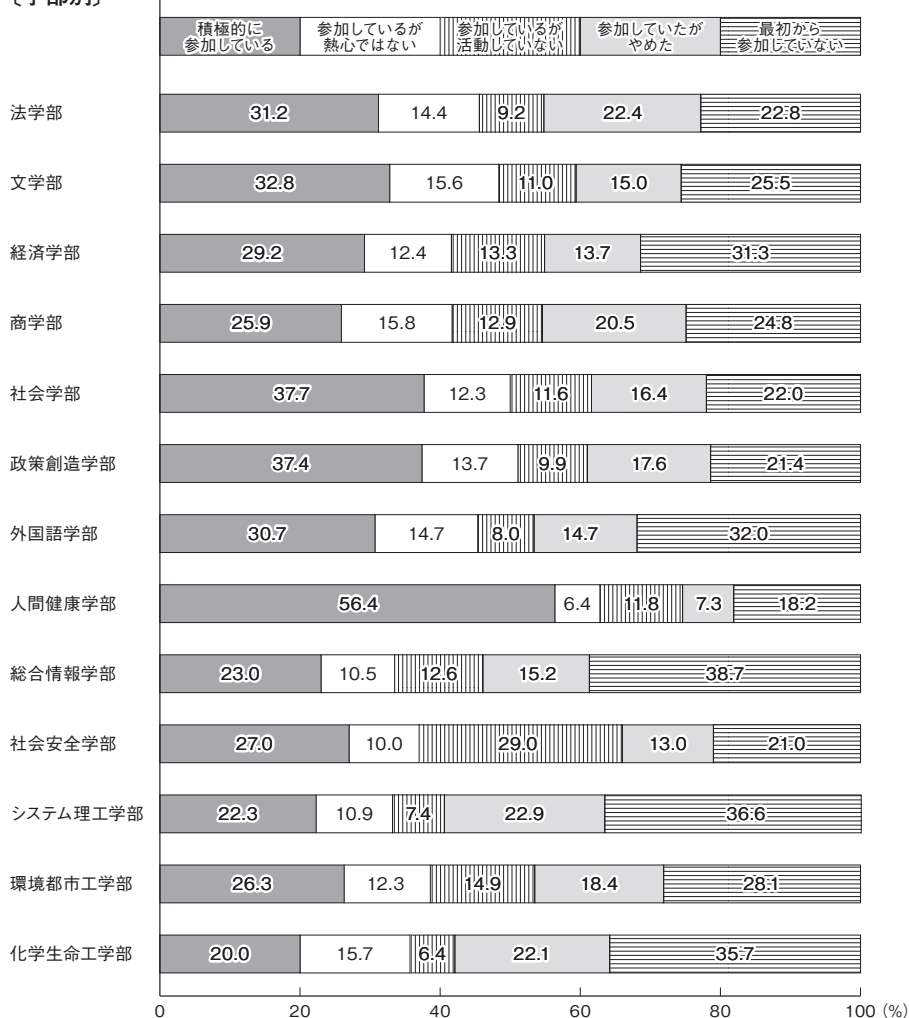 〔学部別〕
積極的に 参加しているが 参加しているが 参加していたが 最初から
参加している 熱心ではない 活動していない やめた 参加していない
法学部 31.2 14.4 9.2 22.4 22.8
文学部 32.8 15.6 11.0 15.0 25.5
経済学部 29.2 12.4 13.3 13.7 31.3
商学部 25.9 15.8 12.9 20.5 24.8
社会学部 37.7 12.3 11.6 16.4 22.0
政策創造学部 37.4 13.7 9.9 17.6 21.4
外国語学部 30.7 14.7 8.0 14.7 32.0
人間健康学部 56.4 6.4 11.8 7.3 18.2
総合情報学部 23.0 10.5 12.6 15.2 38.7
社会安全学部 27.0 10.0 29.0 13.0 21.0
システム理工学部 22.3 10.9 7.4 22.9 36.6
環境都市工学部 26.3 12.3 14.9 18.4 28.1
化学生命工学部 20.0 15.7 6.4 22.1 35.7
0 20 40 60 80 100 (%)